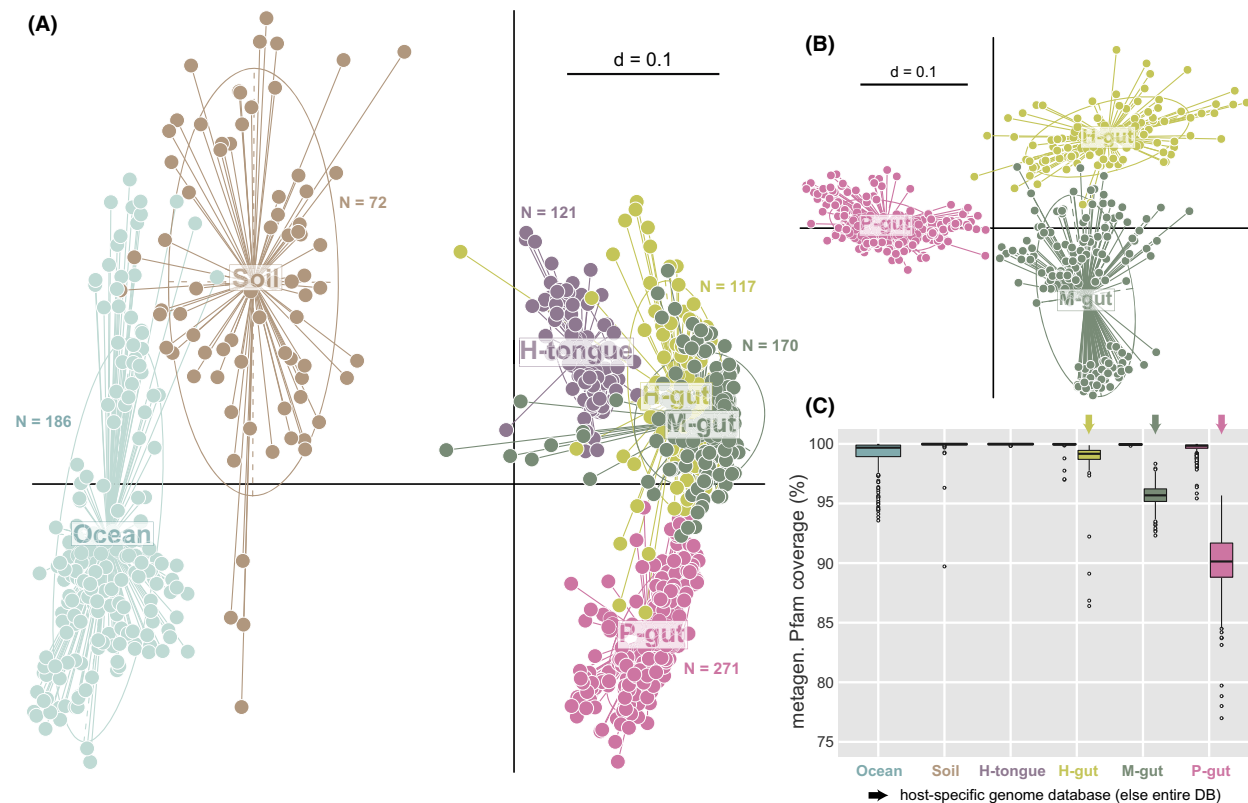 (A)
d = 0.1
Soil
N = 72
N = 121
N = 117
H-tongue
N = 170
H-gut
M-gut
N = 186
Ocean
P-gut
N = 271
(B)
d = 0.1
H-gut
P-gut
M-gut
(C)
metagen. Pfam coverage (%)
100
95
90
85
80
75
Ocean Soil H-tongue H-gut M-gut P-gut
host-specific genome database (else entire DB)